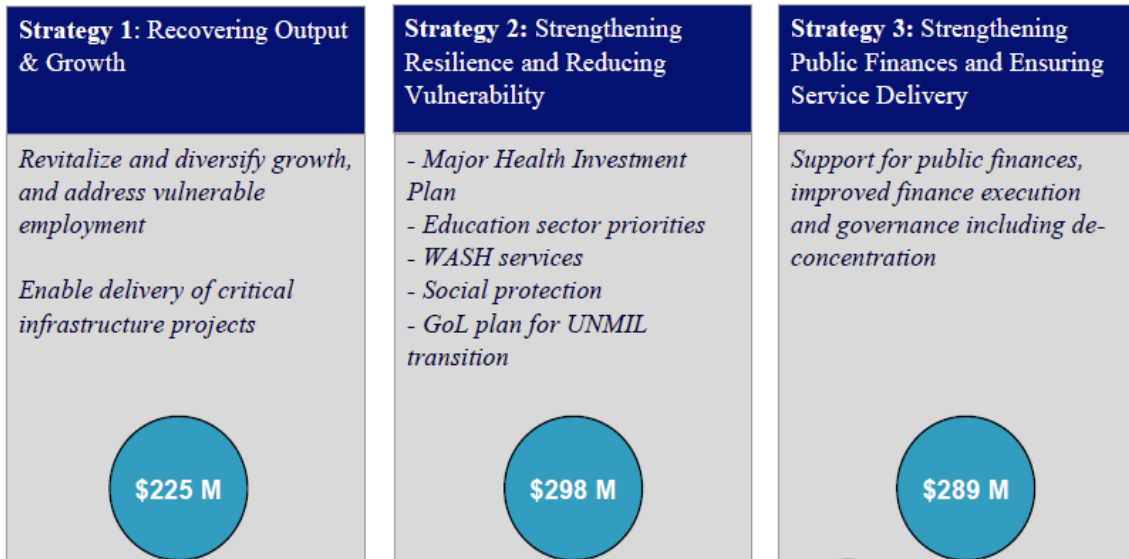 Strategy 1: Recovering Output
& Growth
Revitalize and diversify growth,
and address vulnerable
employment
Enable delivery of critical
infrastructure projects
$225 M
Strategy 2: Strengthening
Resilience and Reducing
Vulnerability
- Major Health Investment
Plan
- Education sector priorities
- WASH services
- Social protection
- GoL plan for UNMIL
transition
$298 M
Strategy 3: Strengthening
Public Finances and Ensuring
Service Delivery
Support for public finances,
improved finance execution
and governance including de-
concentration
$289 M